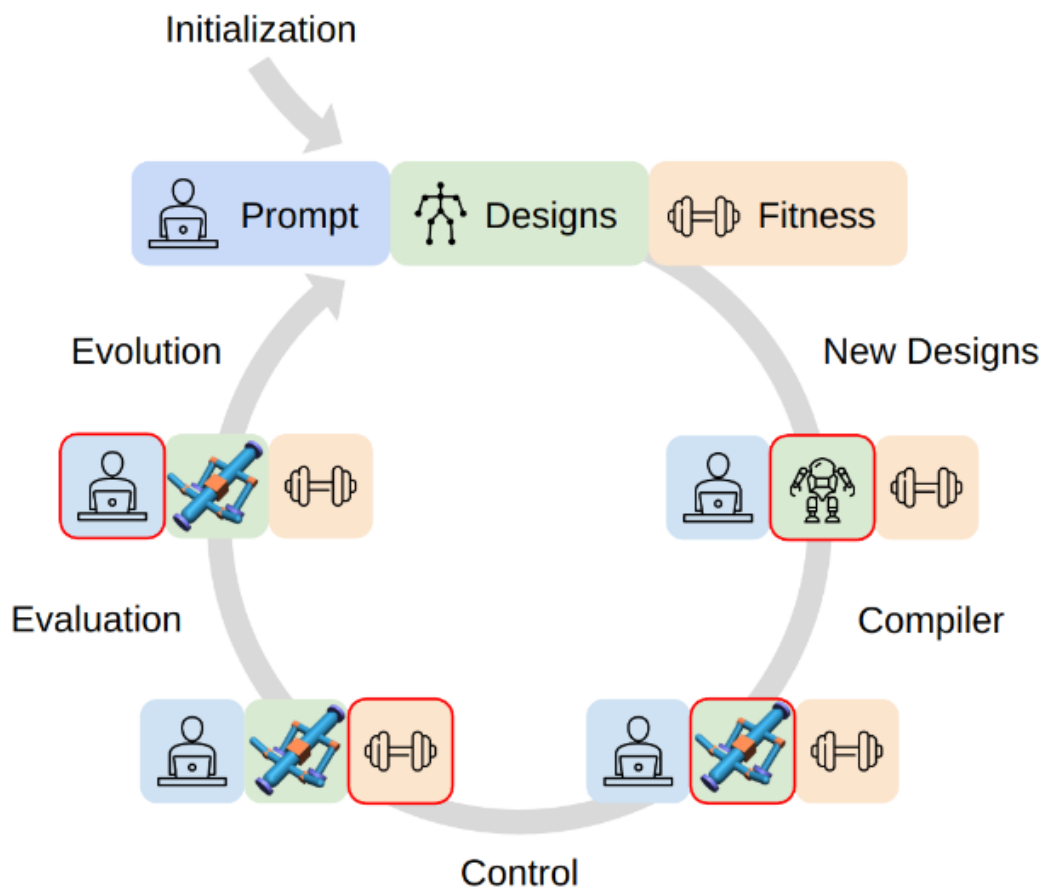 Initialization
Prompt
Designs
Fitness
Evolution
New Designs
Evaluation
Compiler
Control